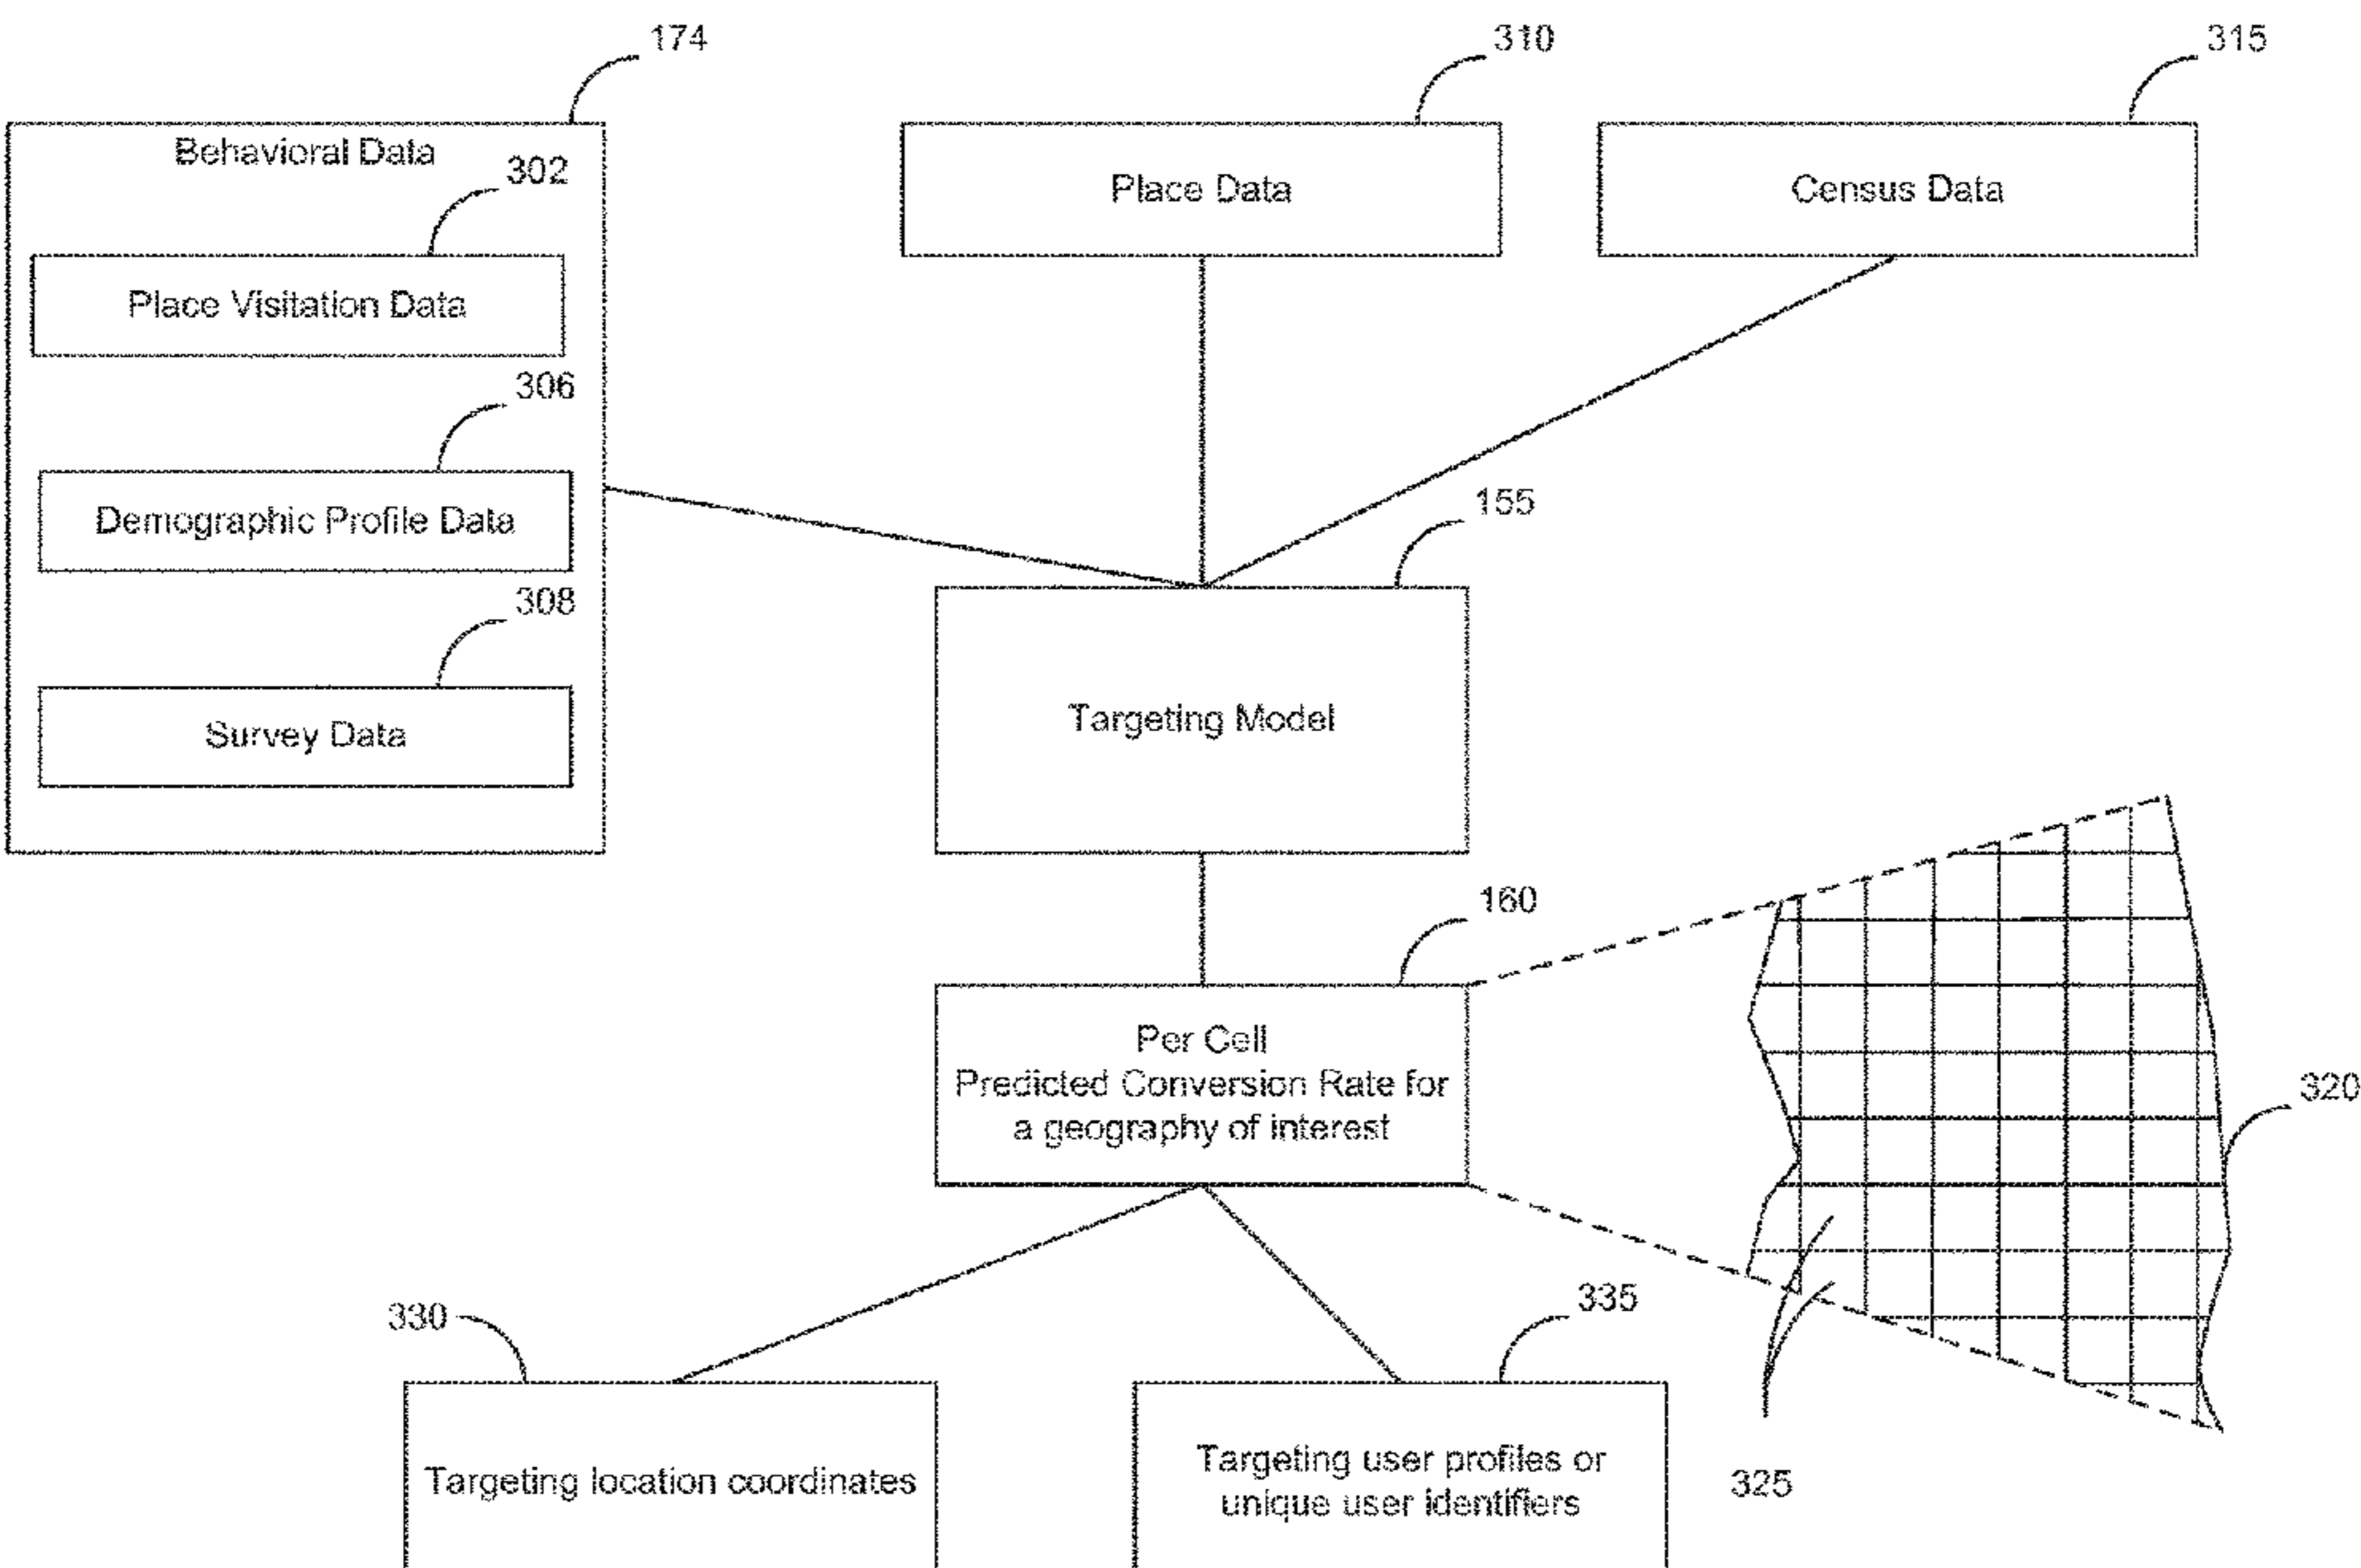 174
310
315
Behavioral Data
302
Place Data
Census Data
Place Visitation Data
306
Demographic Profile Data
155
308
Targeting Model
Survey Data
160
Per Cell
Predicted Conversion Rate for
a geography of interest
320
330
335
Targeting location coordinates
Targeting user profiles or
unique user identifiers
325